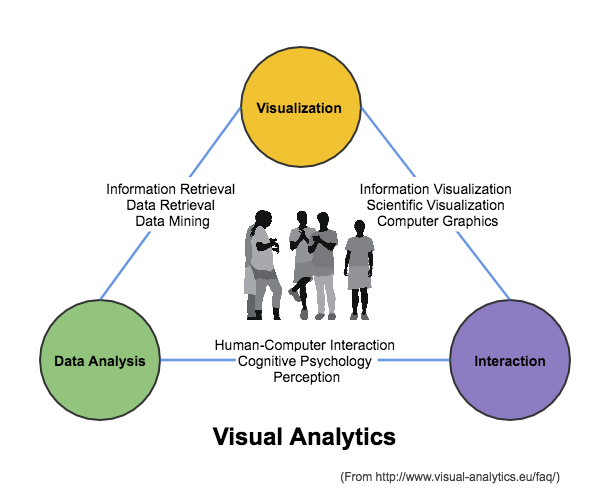 Visualization
Information Retrieval
Data Retrieval
Data Mining
Information Visualization
Scientific Visualization
Computer Graphics
Data Analysis
Human-Computer Interaction
Cognitive Psychology
Perception
Interaction
Visual Analytics
(From http://www.visual-analytics.eu/faq/)